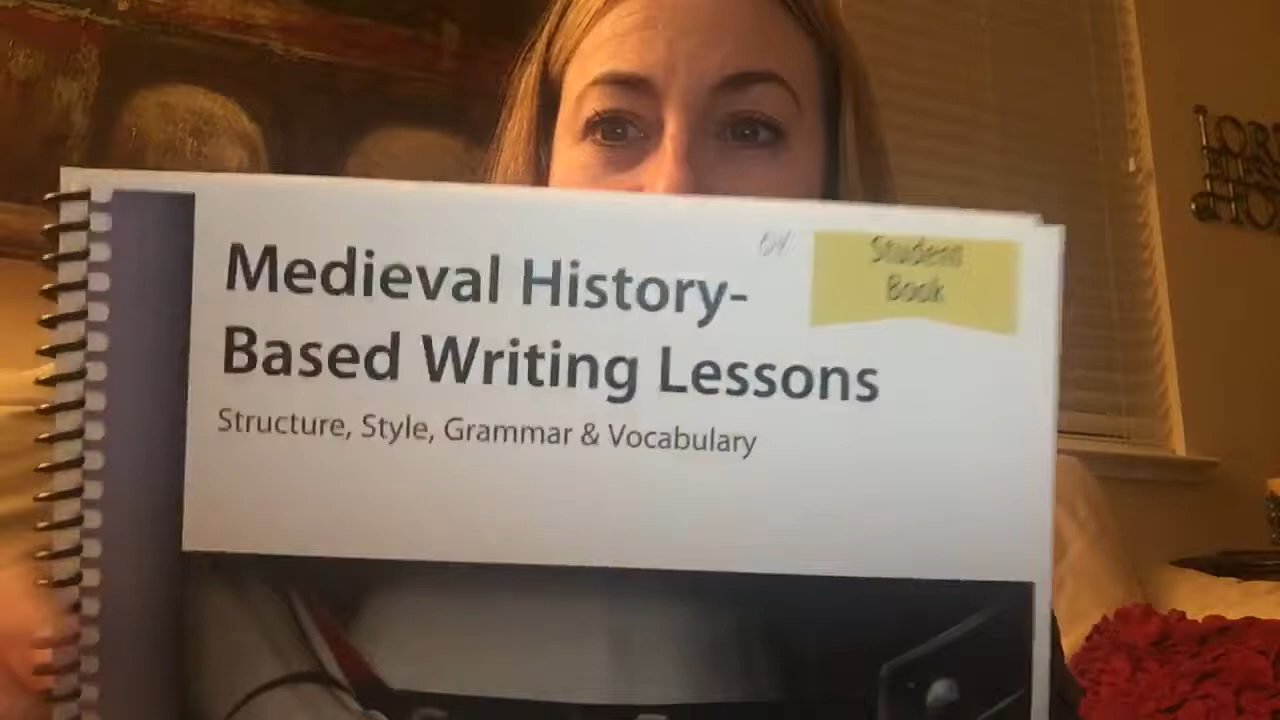 Medieval History-
Based Writing Lessons
Structure, Style, Grammar & Vocabulary
Student
Book